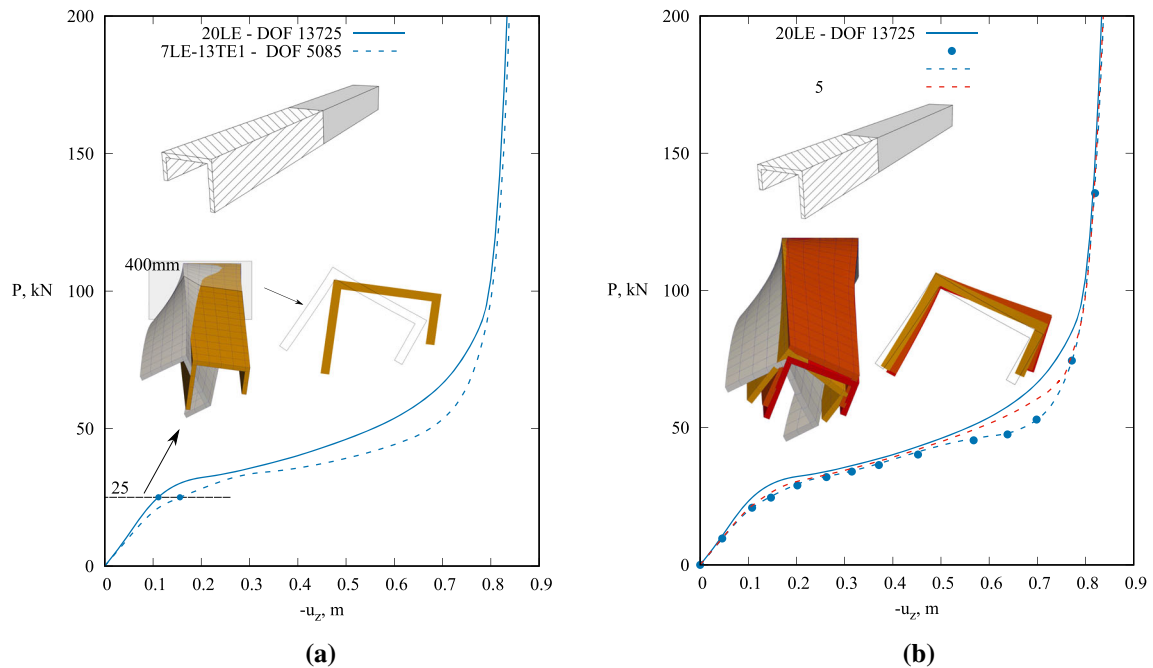 200
150
100
50
0
P, kN
20LE - DOF 13725
7LE-13TE1 - DOF 5085
400mm
25
0 0.1 0.2 0.3 0.4 0.5 0.6 0.7 0.8 0.9
-u_z, m
(a)
200
150
100
50
0
P, kN
20LE - DOF 13725
5
0 0.1 0.2 0.3 0.4 0.5 0.6 0.7 0.8 0.9
-u_z, m
(b)